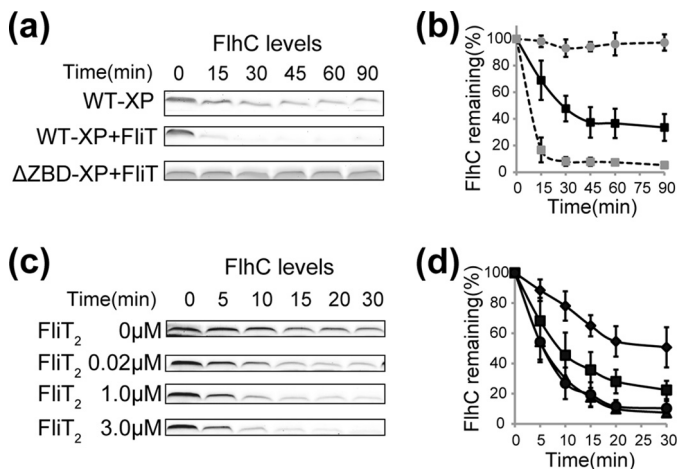 (a)
FlhC levels
Time(min) 0 15 30 45 60 90
WT-XP
WT-XP+FliT
ΔZBD-XP+FliT
(b)
FlhC remaining(%)
100
80
60
40
20
0
0 15 30 45 60 75 90
Time(min)
(c)
FlhC levels
Time(min) 0 5 10 15 20 30
FliT₂ 0µM
FliT₂ 0.02µM
FliT₂ 1.0µM
FliT₂ 3.0µM
(d)
FlhC remaining(%)
100
80
60
40
20
0
0 5 10 15 20 25 30
Time(min)